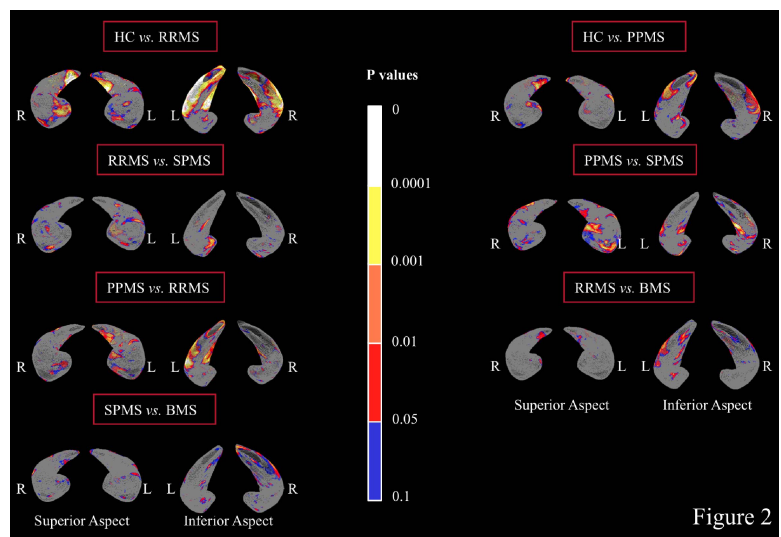 HC vs. RRMS
R
L
L
R
RRMS vs. SPMS
R
L
L
R
PPMS vs. RRMS
R
L
L
R
SPMS vs. BMS
R
L
L
R
Superior Aspect
Inferior Aspect
P values
0
0.0001
0.001
0.01
0.05
0.1
HC vs. PPMS
R
L
L
R
PPMS vs. SPMS
R
L
L
R
RRMS vs. BMS
R
L
L
R
Superior Aspect
Inferior Aspect
Figure 2